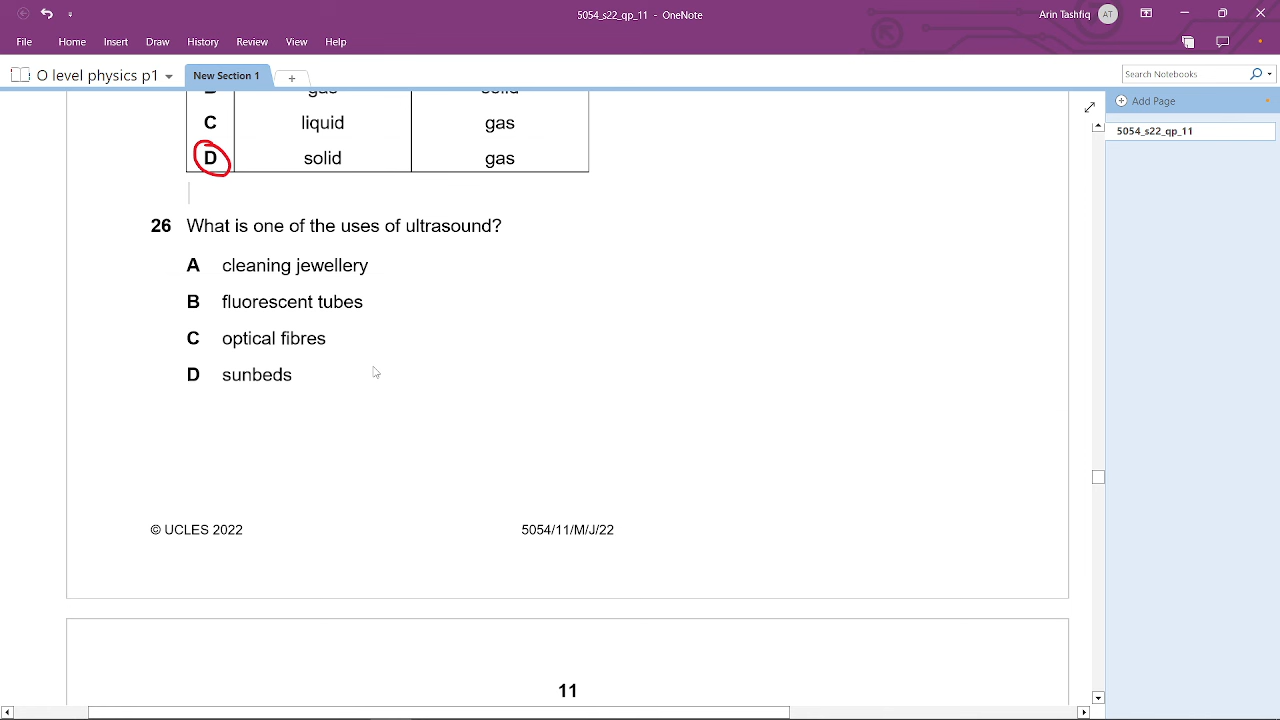 5054_s22_qp_11 - OneNote
Arin Tashfiq AT
File Home Insert Draw History Review View Help
O level physics p1
New Section 1
Search Notebooks
Add Page
5054_s22_qp_11
gas solid
C liquid gas
D solid gas
26 What is one of the uses of ultrasound?
A cleaning jewellery
B fluorescent tubes
C optical fibres
D sunbeds
© UCLES 2022 5054/11/M/J/22
11